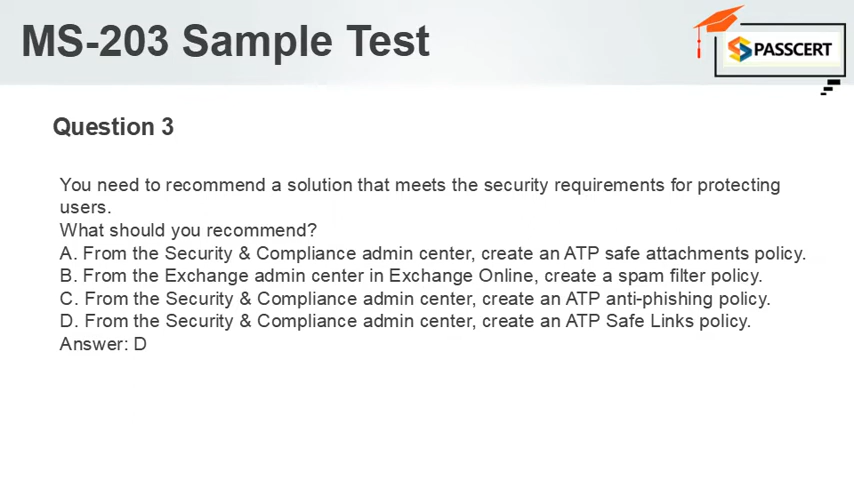 MS-203 Sample Test
PASSCERT
Question 3
You need to recommend a solution that meets the security requirements for protecting
users.
What should you recommend?
A. From the Security & Compliance admin center, create an ATP safe attachments policy.
B. From the Exchange admin center in Exchange Online, create a spam filter policy.
C. From the Security & Compliance admin center, create an ATP anti-phishing policy.
D. From the Security & Compliance admin center, create an ATP Safe Links policy.
Answer: D